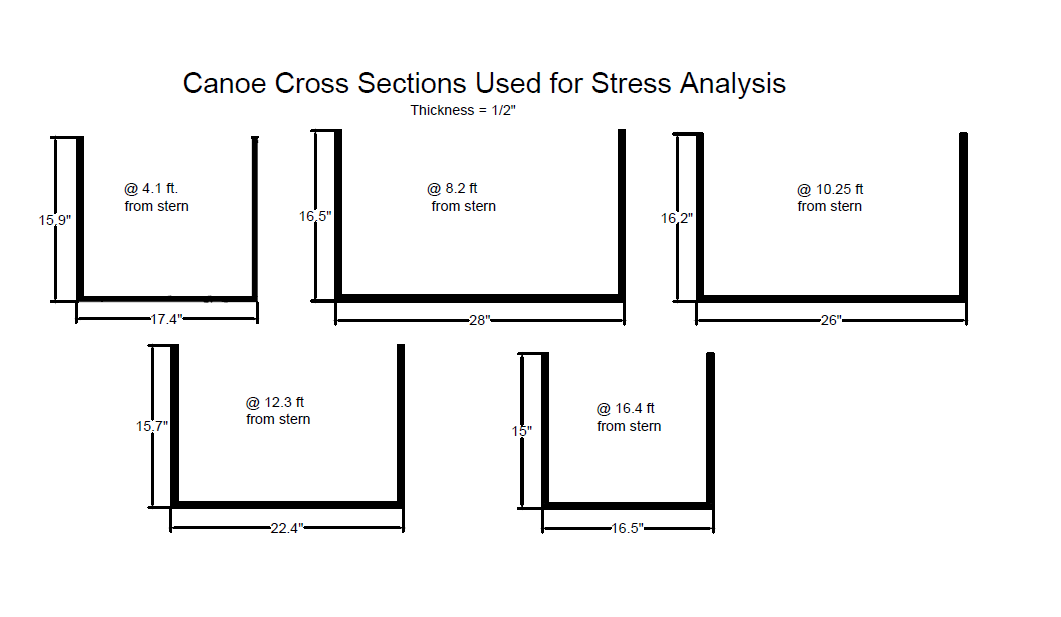 Canoe Cross Sections Used for Stress Analysis
Thickness = 1/2"
@ 4.1 ft.
from stern
15.9"
17.4"
@ 8.2 ft
from stern
16.5"
28"
@ 10.25 ft
from stern
16.2"
26"
@ 12.3 ft
from stern
15.7"
22.4"
@ 16.4 ft
from stern
15"
16.5"